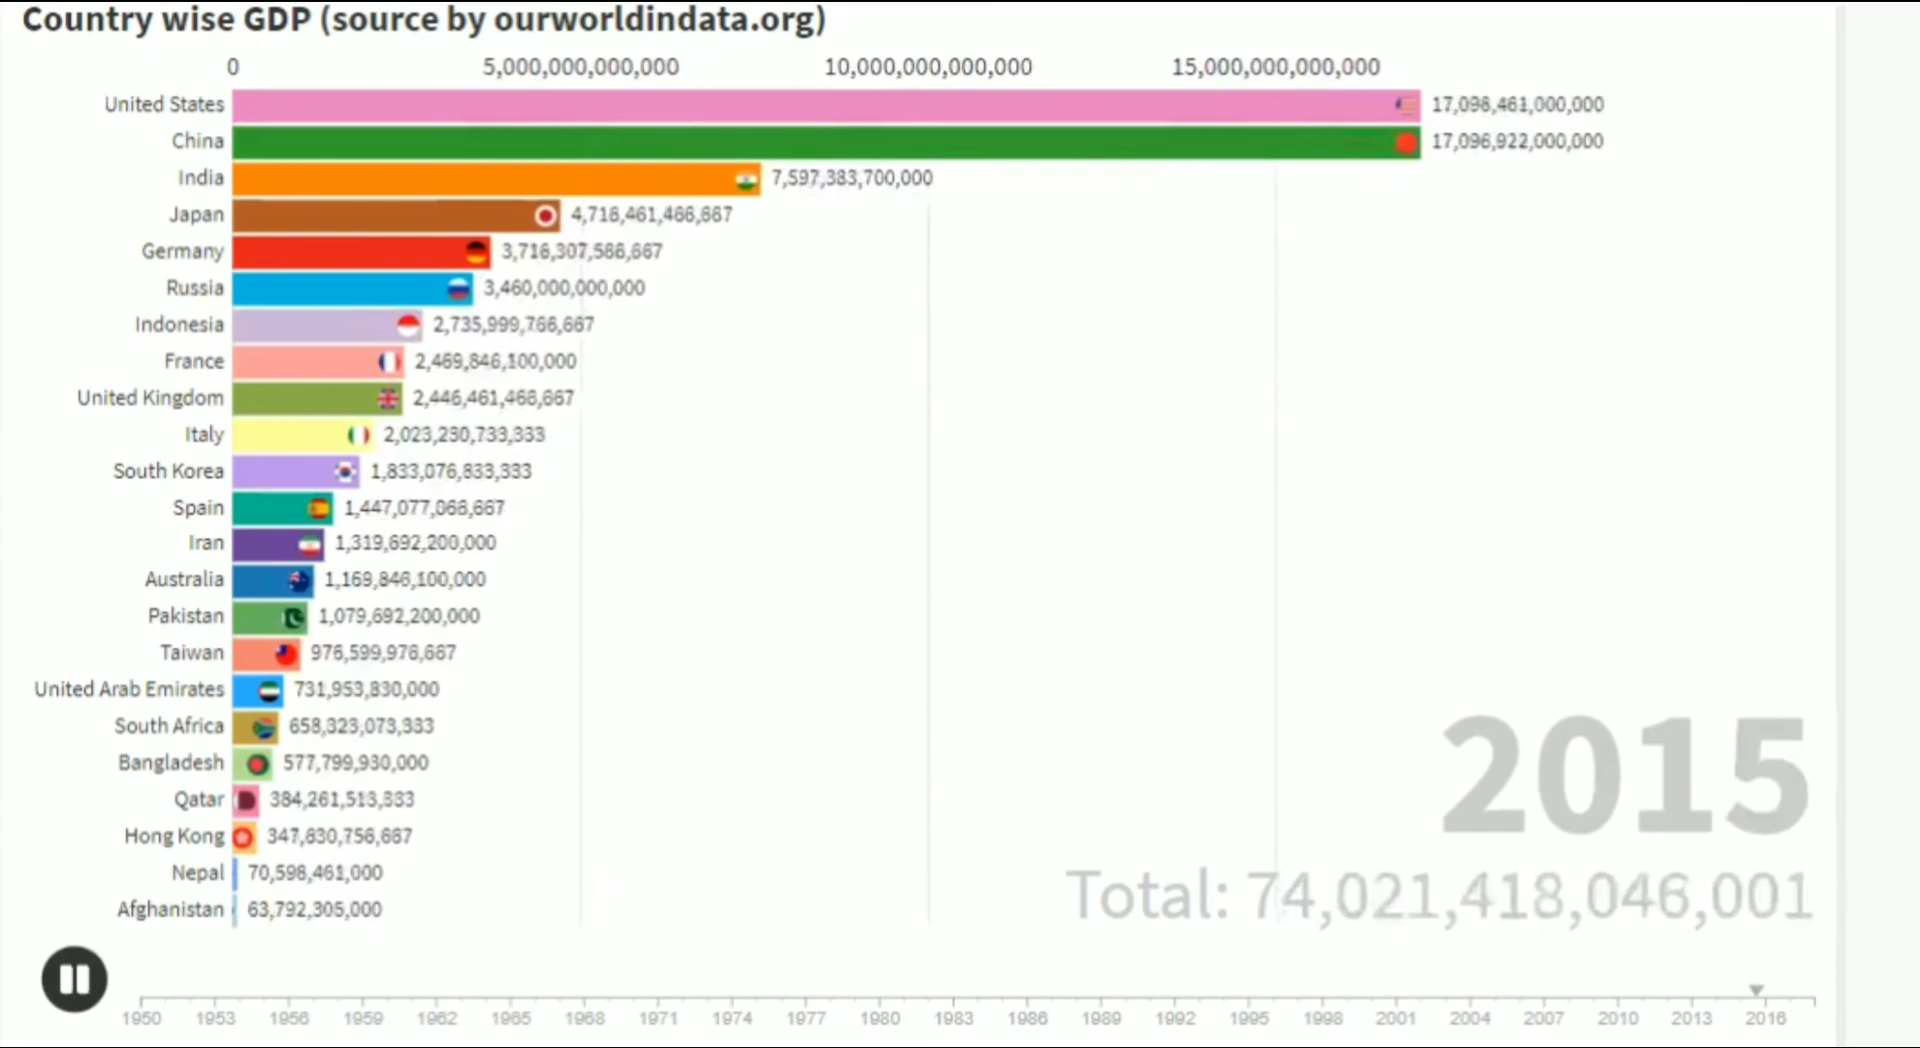 Country wise GDP (source by ourworldindata.org)
0 5,000,000,000,000 10,000,000,000,000 15,000,000,000,000
United States 17,098,461,000,000
China 17,096,922,000,000
India 7,597,383,700,000
Japan 4,716,461,466,667
Germany 3,716,307,566,667
Russia 3,460,000,000,000
Indonesia 2,735,999,766,667
France 2,469,846,100,000
United Kingdom 2,446,461,466,667
Italy 2,023,230,733,333
South Korea 1,833,076,833,333
Spain 1,447,077,066,667
Iran 1,319,692,200,000
Australia 1,169,846,100,000
Pakistan 1,079,692,200,000
Taiwan 976,599,976,667
United Arab Emirates 731,953,830,000
South Africa 658,323,073,333
Bangladesh 577,799,930,000
Qatar 384,261,513,333
Hong Kong 347,630,756,667
Nepal 70,598,461,000
Afghanistan 63,792,305,000
2015
Total: 74,021,418,046,001
1950 1953 1956 1959 1962 1965 1968 1971 1974 1977 1980 1983 1986 1989 1992 1995 1998 2001 2004 2007 2010 2013 2016